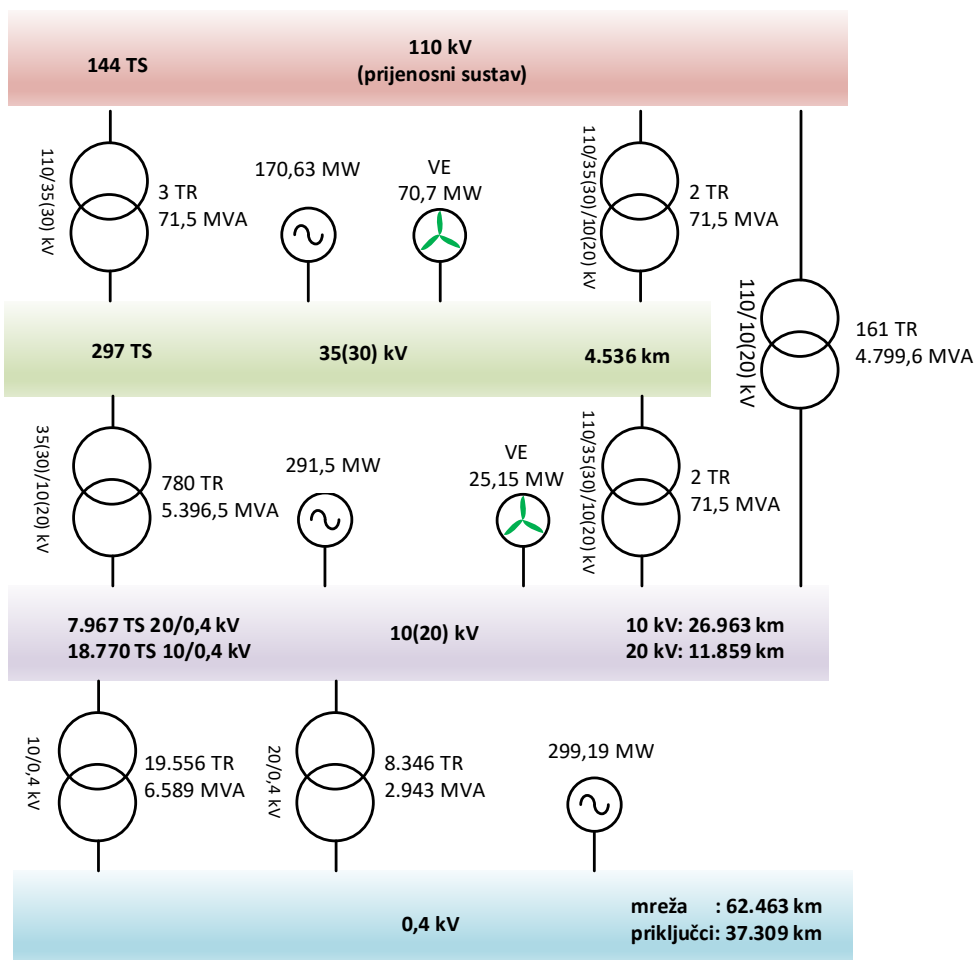 144 TS
110 kV
(prijenosni sustav)
110/35(30) kV
3 TR
71,5 MVA
170,63 MW
VE
70,7 MW
110/35(30)/10(20) kV
2 TR
71,5 MVA
110/10(20) kV
161 TR
4.799,6 MVA
297 TS
35(30) kV
4.536 km
35(30)/10(20) kV
780 TR
5.396,5 MVA
291,5 MW
VE
25,15 MW
110/35(30)/10(20) kV
2 TR
71,5 MVA
7.967 TS 20/0,4 kV
18.770 TS 10/0,4 kV
10(20) kV
10 kV: 26.963 km
20 kV: 11.859 km
10/0,4 kV
19.556 TR
6.589 MVA
20/0,4 kV
8.346 TR
2.943 MVA
299,19 MW
0,4 kV
mreža : 62.463 km
priključci: 37.309 km